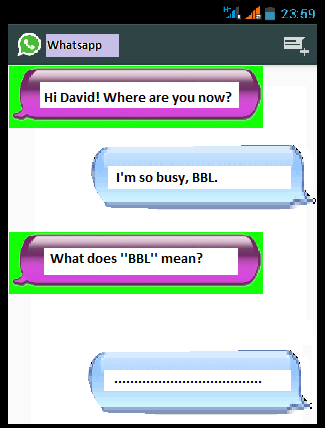 23:59
Whatsapp
Hi David! Where are you now?
I'm so busy, BBL.
What does ''BBL'' mean?
.....................................